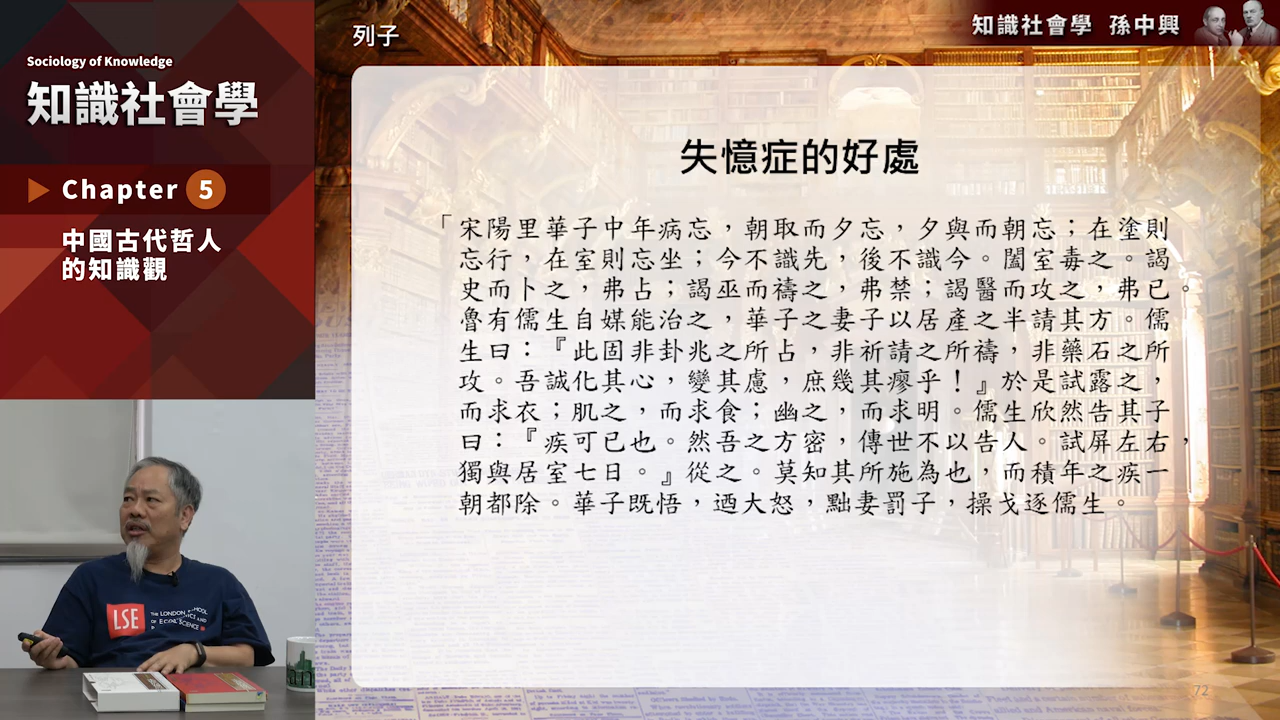 Sociology of Knowledge
知識社會學
Chapter 5
中國古代哲人
的知識觀
列子
知識社會學 孫中興
失憶症的好處
「宋陽里華子中年病忘，朝取而夕忘，夕與而朝忘；在塗則
忘行，在室則忘坐；今不識先，後不識今。闔室毒之。謁
史而卜之，弗占；謁巫而禱之，弗禁；謁醫而攻之，弗已。
魯有儒生自媒能治之，華子之妻子以居產之半請其方。儒
生曰：『此固非卦兆之所占，非祈請之所禱，非藥石之所
攻。吾誠化其心，變其慮，庶幾其瘳乎！』於是試露之，
而求衣；肌之，而求食；幽之，而求明。儒生欣然告其子
曰：『疾可已也。然吾之方密，傳世不以告人。試屏左右，
獨與居室七日。』從之。莫知其所施為也，而積年之疾一
朝都除。華子既悟，迺大怒，黜妻罰子，操戈逐儒生。
72
LSE
THE LONDON SCHOOL